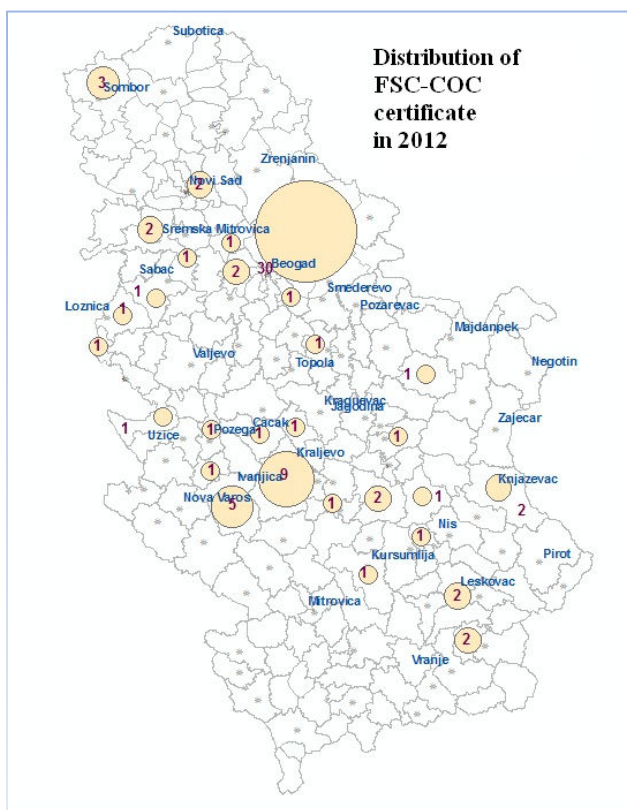 Subotica
Distribution of
FSC-COC
certificate
in 2012
3
Sombor
Zrenjanin
2
Novi Sad
2
Sremska Mitrovica
1
30
Beogad
2
1
Sabac
1
1
Smederevo
Pozarevac
Loznica
1
Majdanpek
1
1
Valjevo
Topola
Negotin
1
Kraguevac
Jagodina
Zajecar
1
Uzice
1
Pozega
Cacak
1
1
1
Kraljevo
1
Ivanjica
9
Knjazevac
Nova Varos
5
1
2
1
2
Nis
1
Pirot
Kursumlija
1
Leskovac
2
Mitrovica
2
Vranje